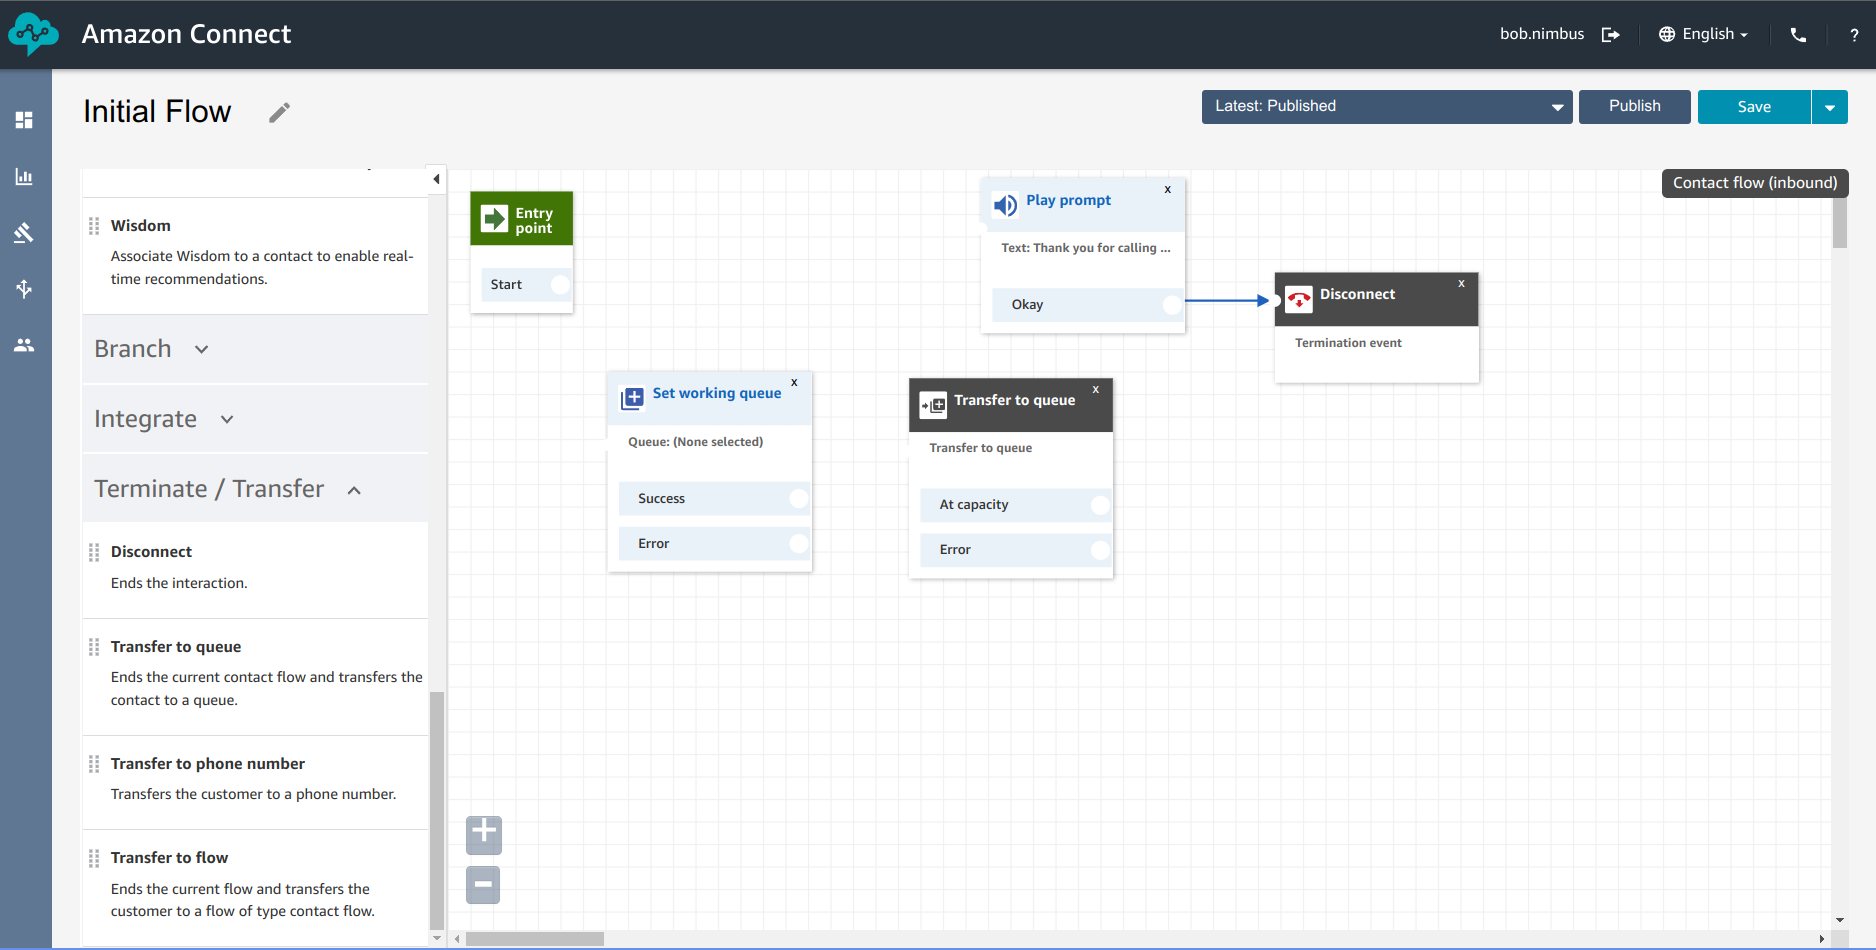 Amazon Connect
bob.nimbus
English
?
Initial Flow
Latest: Published
Publish
Save
Contact flow (inbound)
Wisdom
Associate Wisdom to a contact to enable real-
time recommendations.
Branch
Integrate
Terminate / Transfer
Disconnect
Ends the interaction.
Transfer to queue
Ends the current contact flow and transfers the
contact to a queue.
Transfer to phone number
Transfers the customer to a phone number.
Transfer to flow
Ends the current flow and transfers the
customer to a flow of type contact flow.
Entry
point
Start
Play prompt
x
Text: Thank you for calling ...
Okay
Disconnect
x
Termination event
Set working queue
x
Queue: (None selected)
Success
Error
Transfer to queue
x
Transfer to queue
At capacity
Error